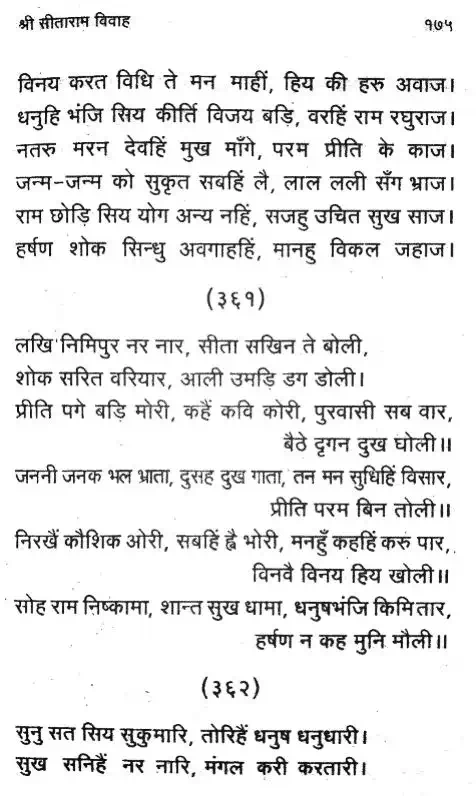 श्री सीताराम विवाह १७५
विनय करत विधि ते मन माहीं, हिय की हरु अवाज।
धनुहि भंजि सिय कीर्ति विजय बड़ि, वरहिं राम रघुराज।
नतरु मरन देवहिं मुख माँगे, परम प्रीति के काज।
जन्म-जन्म को सुकृत सबहिं लै, लाल लली सँग भ्राज।
राम छोड़ि सिय योग अन्य नहिं, सजहु उचित सुख साज।
हर्षण शोक सिन्धु अवगाहहिं, मानहु विकल जहाज।
(३६१)
लखि निमिपुर नर नार, सीता सखिन ते बोली,
शोक सरित वरियार, आली उमड़ि डग डोली।
प्रीति पगे बड़ि मोरी, कहैं कवि कोरी, पुरवासी सब वार,
बैठे दृगन दुख घोली॥
जननी जनक भल भ्राता, दुसह दुख गाता, तन मन सुधिहिं विसार,
प्रीति परम बिन तोली॥
निरखैं कौशिक ओरी, सबहिं ह्वै भोरी, मनहुँ कहहिं करु पार,
विनवै विनय हिय खोली॥
सोह राम निष्कामा, शान्त सुख धामा, धनुषभंजि किमि तार,
हर्षण न कह मुनि मौली॥
(३६२)
सुनु सत सिय सुकुमारि, तोरिहैं धनुष धनुधारी।
सुख सनिहैं नर नारि, मंगल करी करतारी।